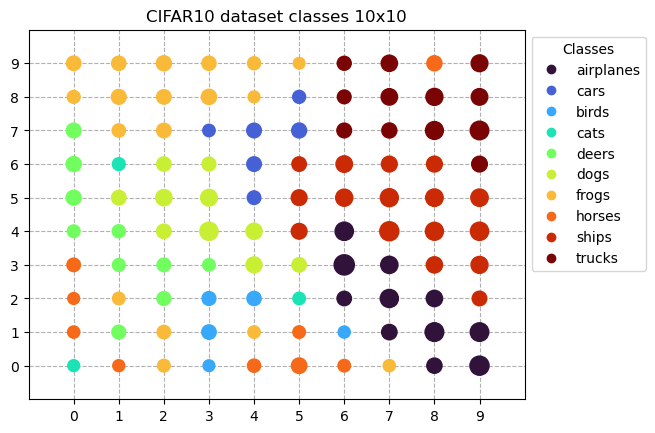 CIFAR10 dataset classes 10x10
9
8
7
6
5
4
3
2
1
0
0 1 2 3 4 5 6 7 8 9
Classes
airplanes
cars
birds
cats
deers
dogs
frogs
horses
ships
trucks